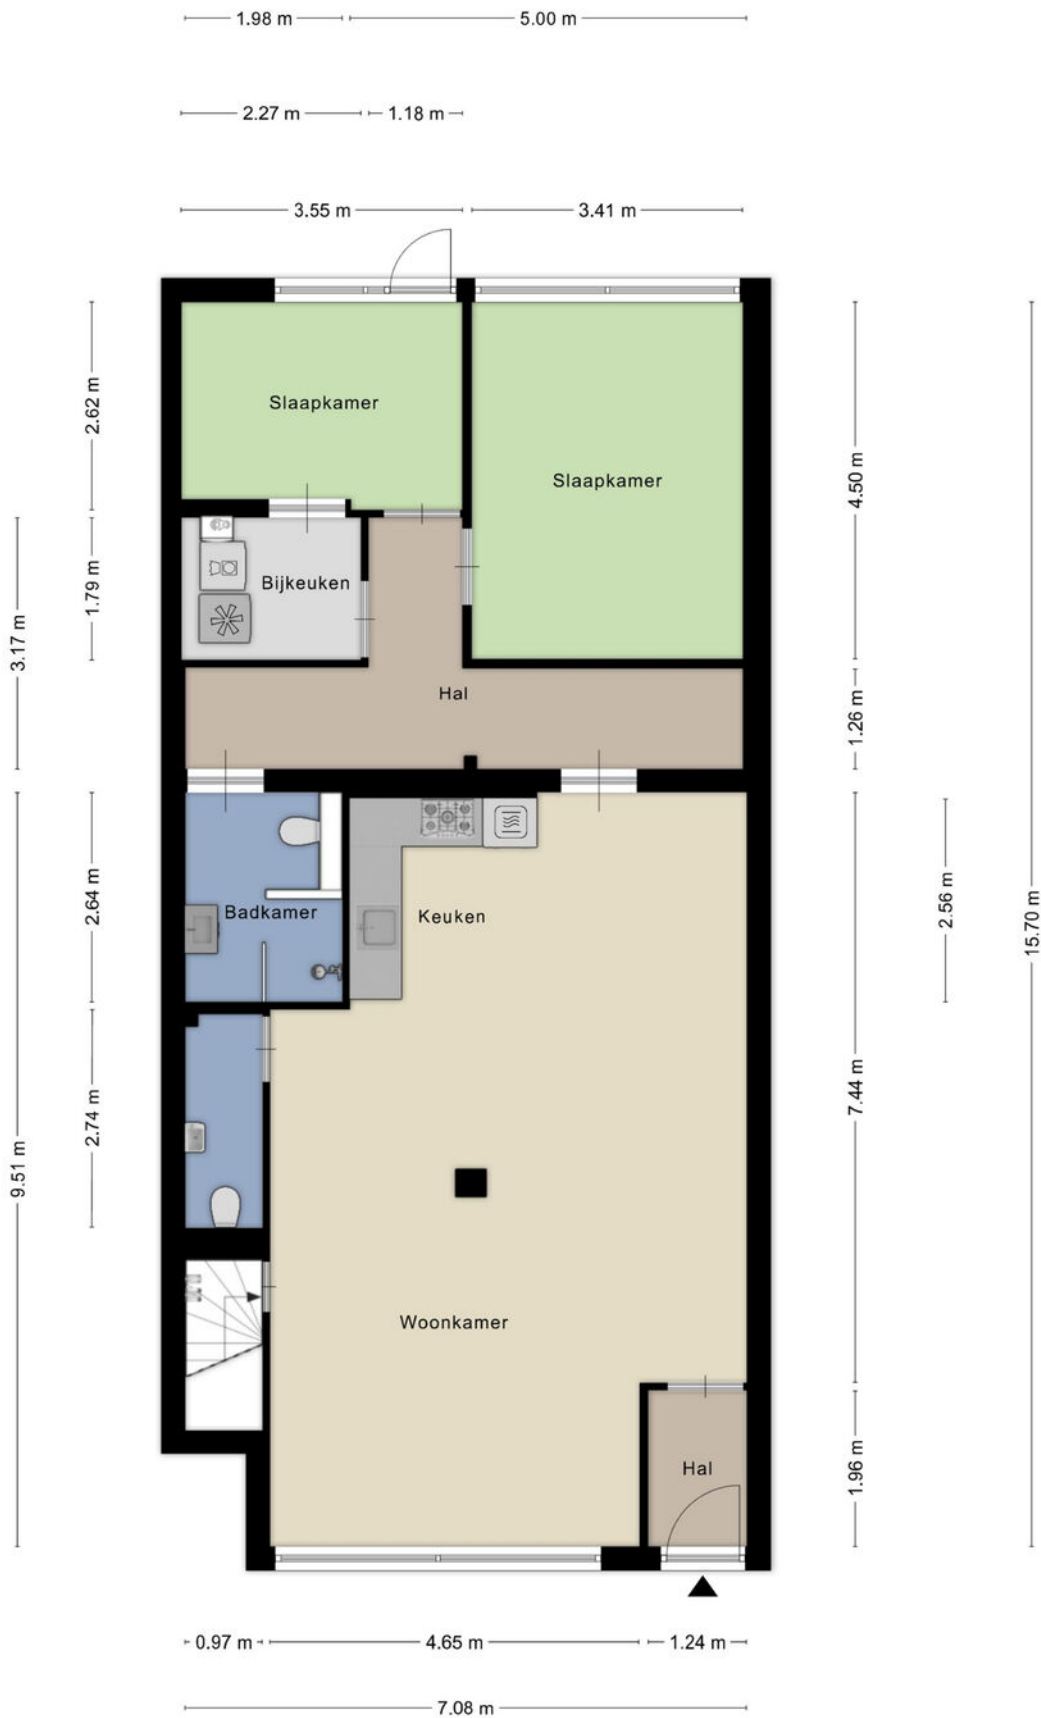 1.98 m
5.00 m
2.27 m
1.18 m
3.55 m
3.41 m
2.62 m
Slaapkamer
Slaapkamer
4.50 m
3.17 m
1.79 m
Bijkeuken
Hal
1.26 m
2.64 m
Badkamer
Keuken
2.56 m
15.70 m
7.44 m
2.74 m
9.51 m
Woonkamer
Hal
1.96 m
0.97 m
4.65 m
1.24 m
7.08 m